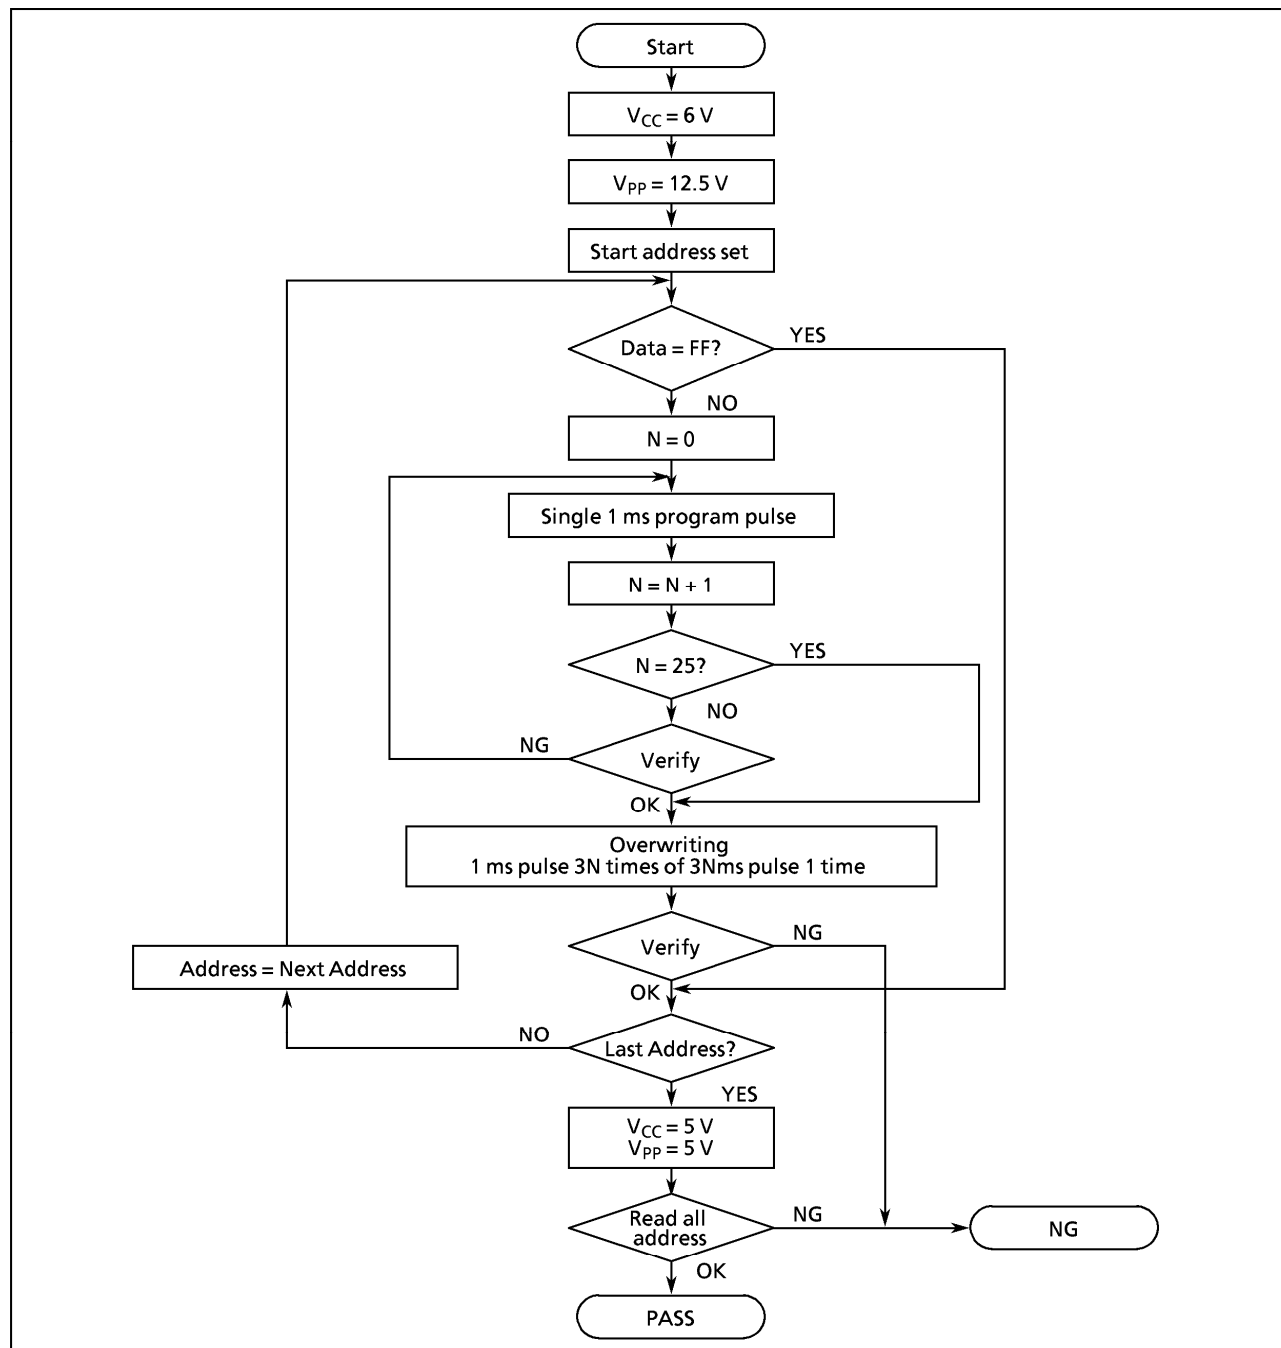 Start
VCC = 6 V
VPP = 12.5 V
Start address set
Data = FF?
YES
NO
N = 0
Single 1 ms program pulse
N = N + 1
N = 25?
YES
NO
NG
Verify
OK
Overwriting
1 ms pulse 3N times of 3Nms pulse 1 time
Verify
NG
Address = Next Address
OK
NO
Last Address?
YES
VCC = 5 V
VPP = 5 V
Read all
address
NG
NG
OK
PASS